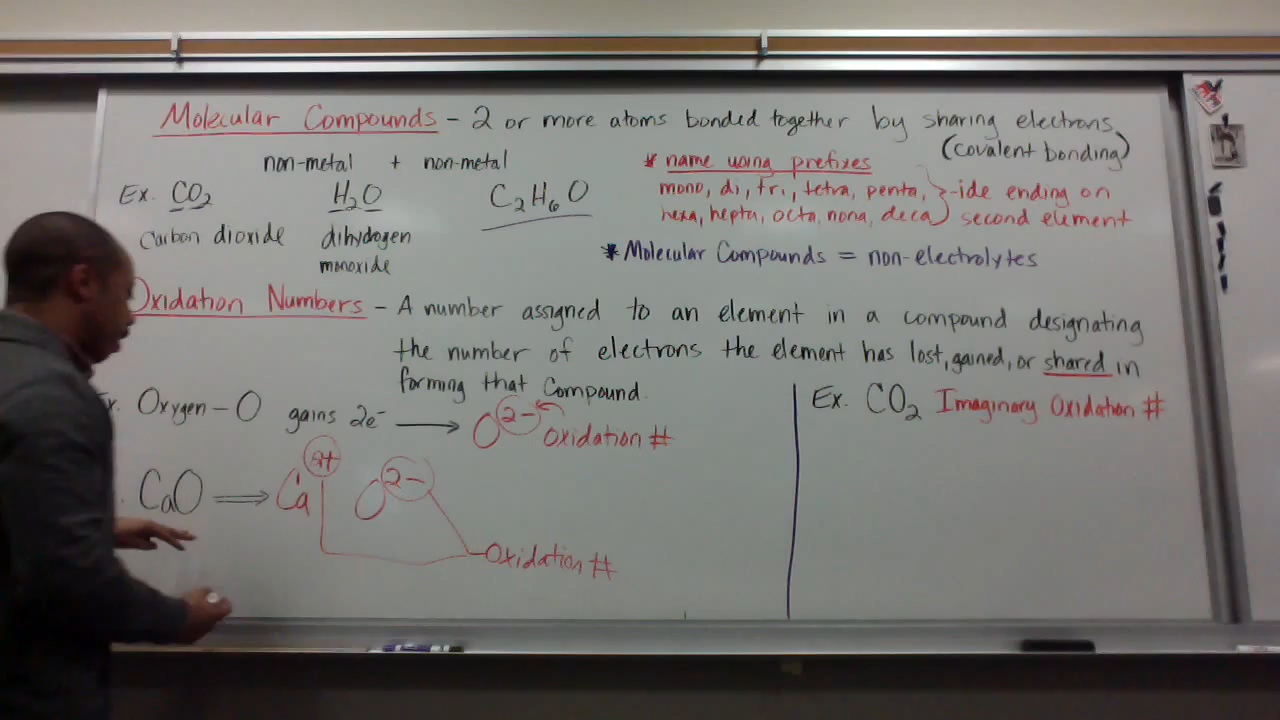 Molecular Compounds - 2 or more atoms bonded together by sharing electrons
(covalent bonding)
non-metal + non-metal
Ex. CO₂ H₂O C₂H₆O
Carbon dioxide dihydrogen
monoxide
* name using prefixes
mono, di, tri, tetra, penta, } -ide ending on
hexa, hepta, octa, nona, deca second element
* Molecular Compounds = non-electrolytes
Oxidation Numbers - A number assigned to an element in a compound designating
the number of electrons the element has lost, gained, or shared in
forming that Compound.
Ex. Oxygen - O gains 2e⁻ → O²⁻ Oxidation #
CaO ⇒ Ca²⁺ O²⁻
Oxidation #
Ex. CO₂ Imaginary Oxidation #